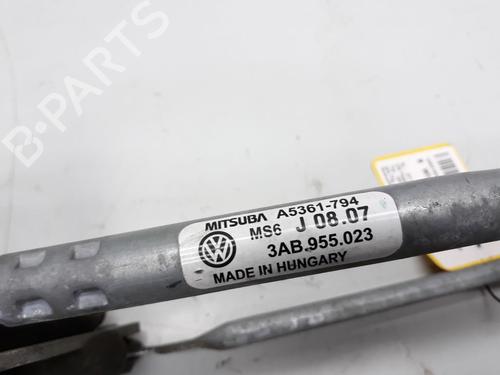 MITSUBA A5361-794
MS6 J 08.07
3AB.955.023
MADE IN HUNGARY
B-Parts